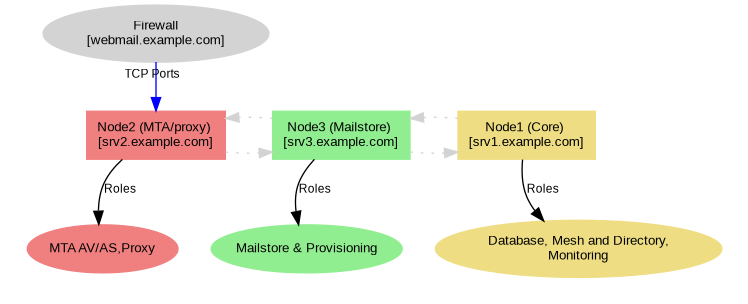 Firewall
[webmail.example.com]
TCP Ports
Node2 (MTA/proxy)
[srv2.example.com]
Node3 (Mailstore)
[srv3.example.com]
Node1 (Core)
[srv1.example.com]
Roles
Roles
Roles
MTA AV/AS,Proxy
Mailstore & Provisioning
Database, Mesh and Directory,
Monitoring